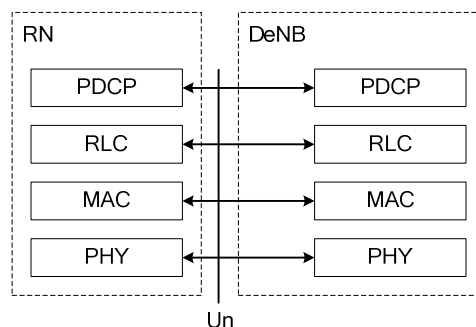 RN DeNB
PDCP PDCP
RLC RLC
MAC MAC
PHY PHY
Un